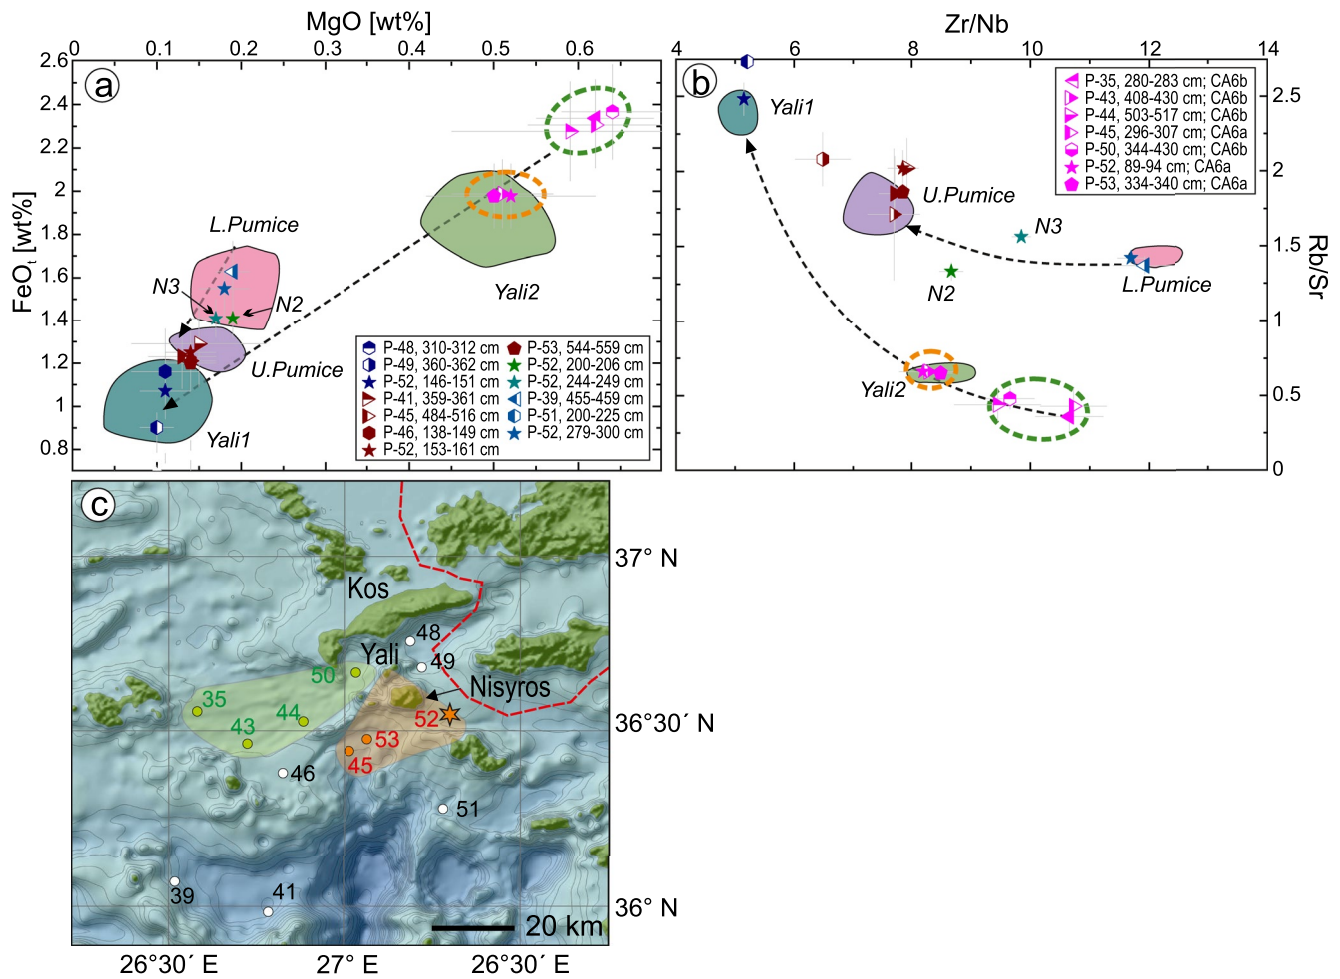 MgO [wt%]
0 0.1 0.2 0.3 0.4 0.5 0.6
2.6
2.4
2.2
2
1.8
1.6
1.4
1.2
1
0.8
FeOt [wt%]
a
L.Pumice
N3
N2
U.Pumice
Yali1
Yali2
P-48, 310-312 cm
P-49, 360-362 cm
P-52, 146-151 cm
P-41, 359-361 cm
P-45, 484-516 cm
P-46, 138-149 cm
P-52, 153-161 cm
P-53, 544-559 cm
P-52, 200-206 cm
P-52, 244-249 cm
P-39, 455-459 cm
P-51, 200-225 cm
P-52, 279-300 cm
Zr/Nb
4 6 8 10 12 14
b
P-35, 280-283 cm; CA6b
P-43, 408-430 cm; CA6b
P-44, 503-517 cm; CA6b
P-45, 296-307 cm; CA6a
P-50, 344-430 cm; CA6b
P-52, 89-94 cm; CA6a
P-53, 334-340 cm; CA6a
Yali1
U.Pumice
N3
N2
L.Pumice
Yali2
2.5
2
1.5
1
0.5
0
Rb/Sr
c
Kos
Yali
Nisyros
48
49
50
35
44
43
52
53
45
46
51
39
41
20 km
37° N
36°30´ N
36° N
26°30´ E
27° E
26°30´ E